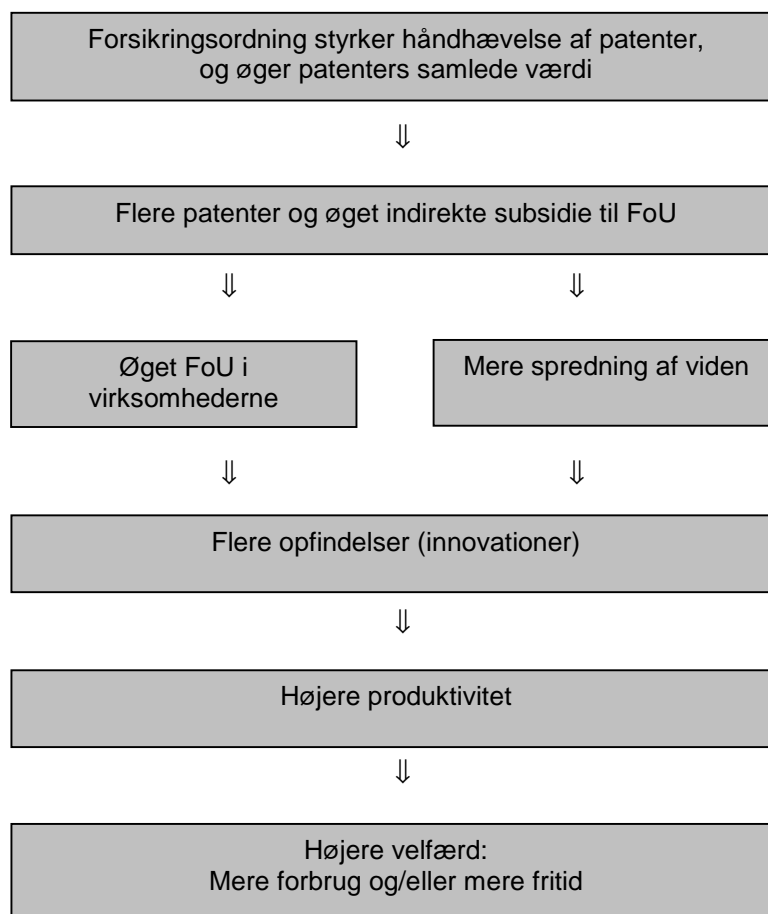 Forsikringsordning styrker håndhævelse af patenter,
og øger patenters samlede værdi
⇓
Flere patenter og øget indirekte subsidie til FoU
⇓ ⇓
Øget FoU i
virksomhederne
Mere spredning af viden
⇓ ⇓
Flere opfindelser (innovationer)
⇓
Højere produktivitet
⇓
Højere velfærd:
Mere forbrug og/eller mere fritid